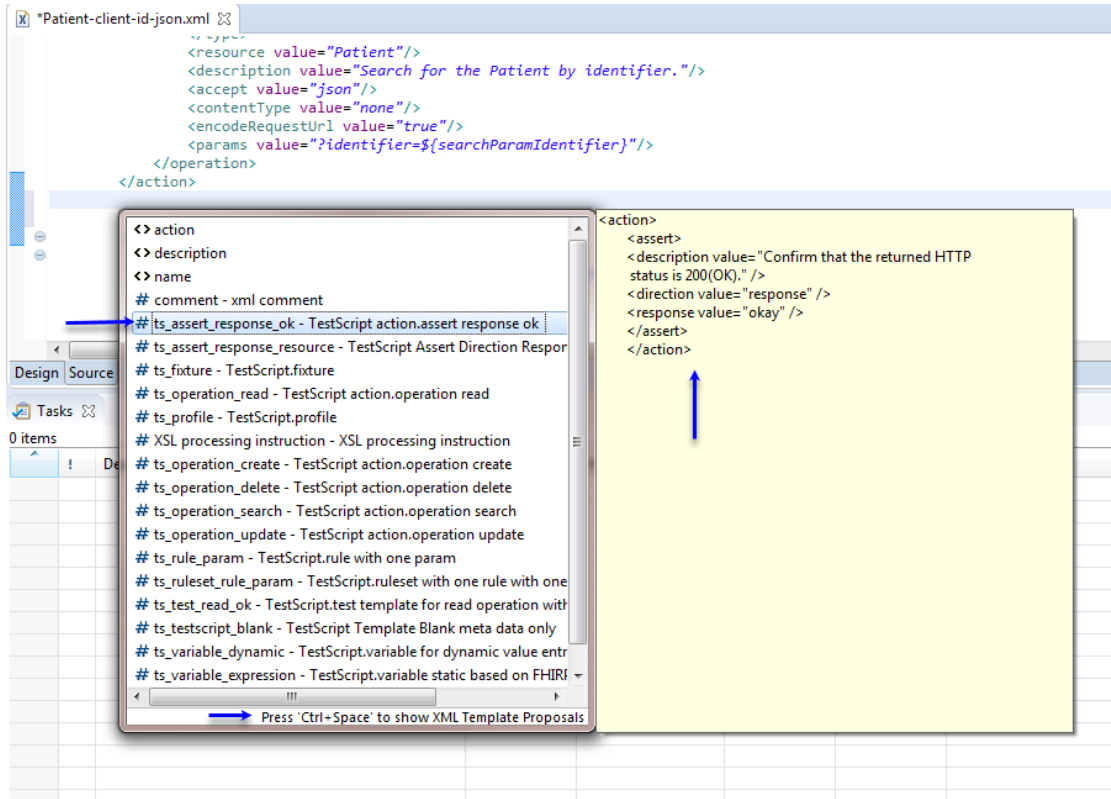 *Patient-client-id-json.xml
</type>
<resource value="Patient"/>
<description value="Search for the Patient by identifier."/>
<accept value="json"/>
<contentType value="none"/>
<encodeRequestUrl value="true"/>
<params value="?identifier=${searchParamIdentifier}"/>
</operation>
</action>
<> action
<> description
<> name
# comment - xml comment
# ts_assert_response_ok - TestScript action.assert response ok
# ts_assert_response_resource - TestScript Assert Direction Respon
# ts_fixture - TestScript.fixture
# ts_operation_read - TestScript action.operation read
# ts_profile - TestScript.profile
# XSL processing instruction - XSL processing instruction
# ts_operation_create - TestScript action.operation create
# ts_operation_delete - TestScript action.operation delete
# ts_operation_search - TestScript action.operation search
# ts_operation_update - TestScript action.operation update
# ts_rule_param - TestScript.rule with one param
# ts_ruleset_rule_param - TestScript.ruleset with one rule with one
# ts_test_read_ok - TestScript.test template for read operation with
# ts_testscript_blank - TestScript Template Blank meta data only
# ts_variable_dynamic - TestScript.variable for dynamic value entr
# ts_variable_expression - TestScript.variable static based on FHIRP
Press 'Ctrl+Space' to show XML Template Proposals
<action>
<assert>
<description value="Confirm that the returned HTTP
status is 200(OK)." />
<direction value="response" />
<response value="okay" />
</assert>
</action>
Design Source
Tasks
0 items
! De